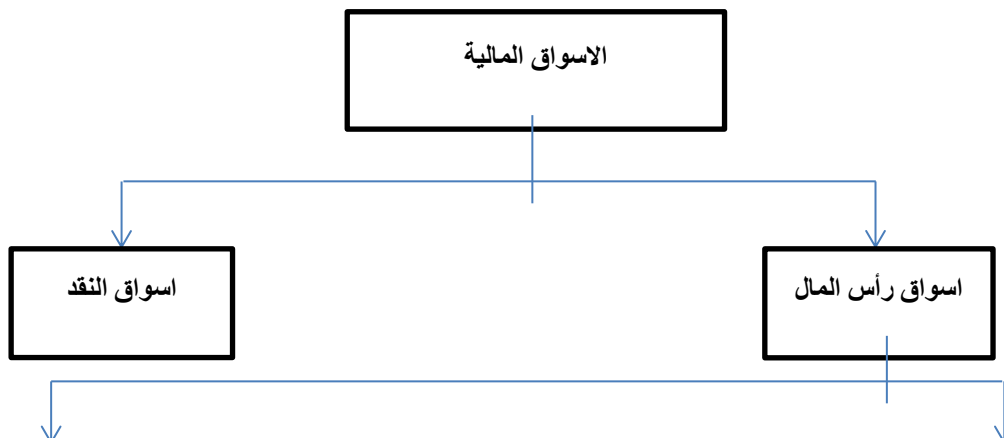 الاسواق المالية
اسواق رأس المال
اسواق النقد